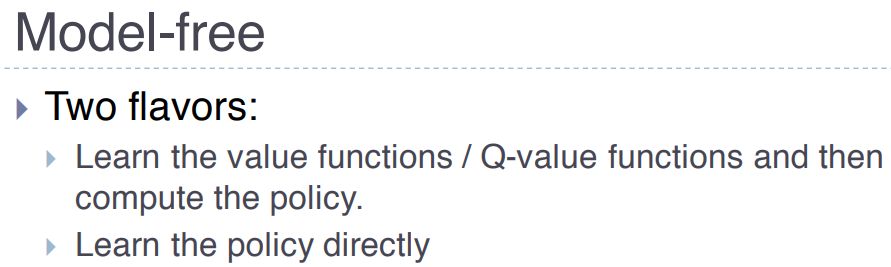 Model-free
Two flavors:
Learn the value functions / Q-value functions and then
compute the policy.
Learn the policy directly